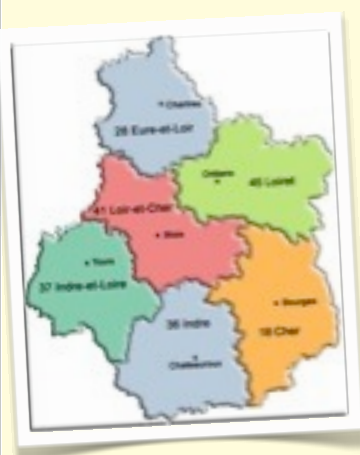 Chartres
28 Eure-et-Loir
Orléans
45 Loiret
41 Loir-et-Cher
Blois
Tours
37 Indre-et-Loire
Bourges
36 Indre
18 Cher
Chateauroux